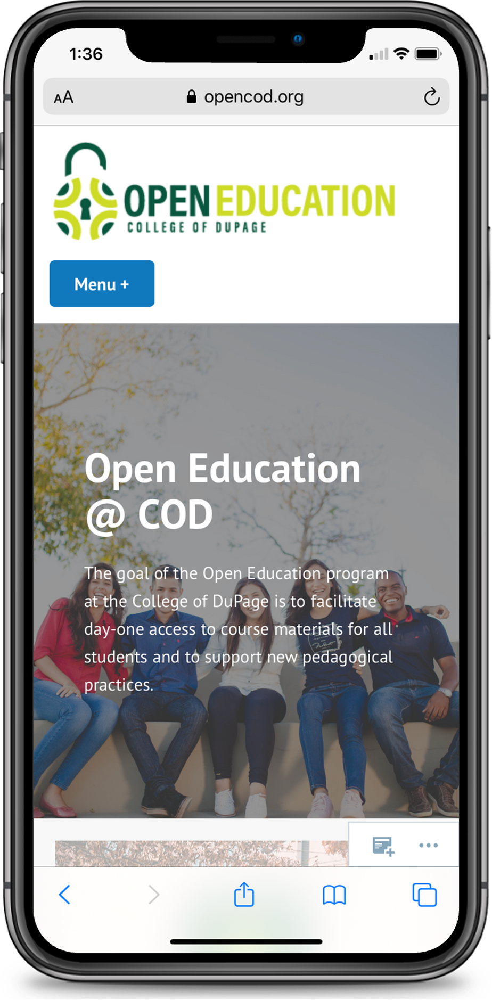 1:36
AA
opencod.org
OPEN EDUCATION
COLLEGE OF DUPAGE
Menu +
Open Education
@ COD
The goal of the Open Education program
at the College of DuPage is to facilitate
day-one access to course materials for all
students and to support new pedagogical
practices.